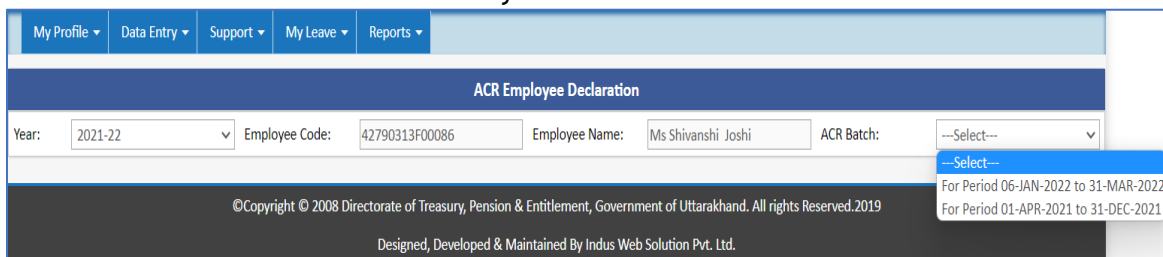 My Profile Data Entry Support My Leave Reports
ACR Employee Declaration
Year: 2021-22 Employee Code: 42790313F00086 Employee Name: Ms Shivanshi Joshi ACR Batch: ---Select---
---Select---
For Period 06-JAN-2022 to 31-MAR-2022
For Period 01-APR-2021 to 31-DEC-2021
©Copyright © 2008 Directorate of Treasury, Pension & Entitlement, Government of Uttarakhand. All rights Reserved.2019
Designed, Developed & Maintained By Indus Web Solution Pvt. Ltd.